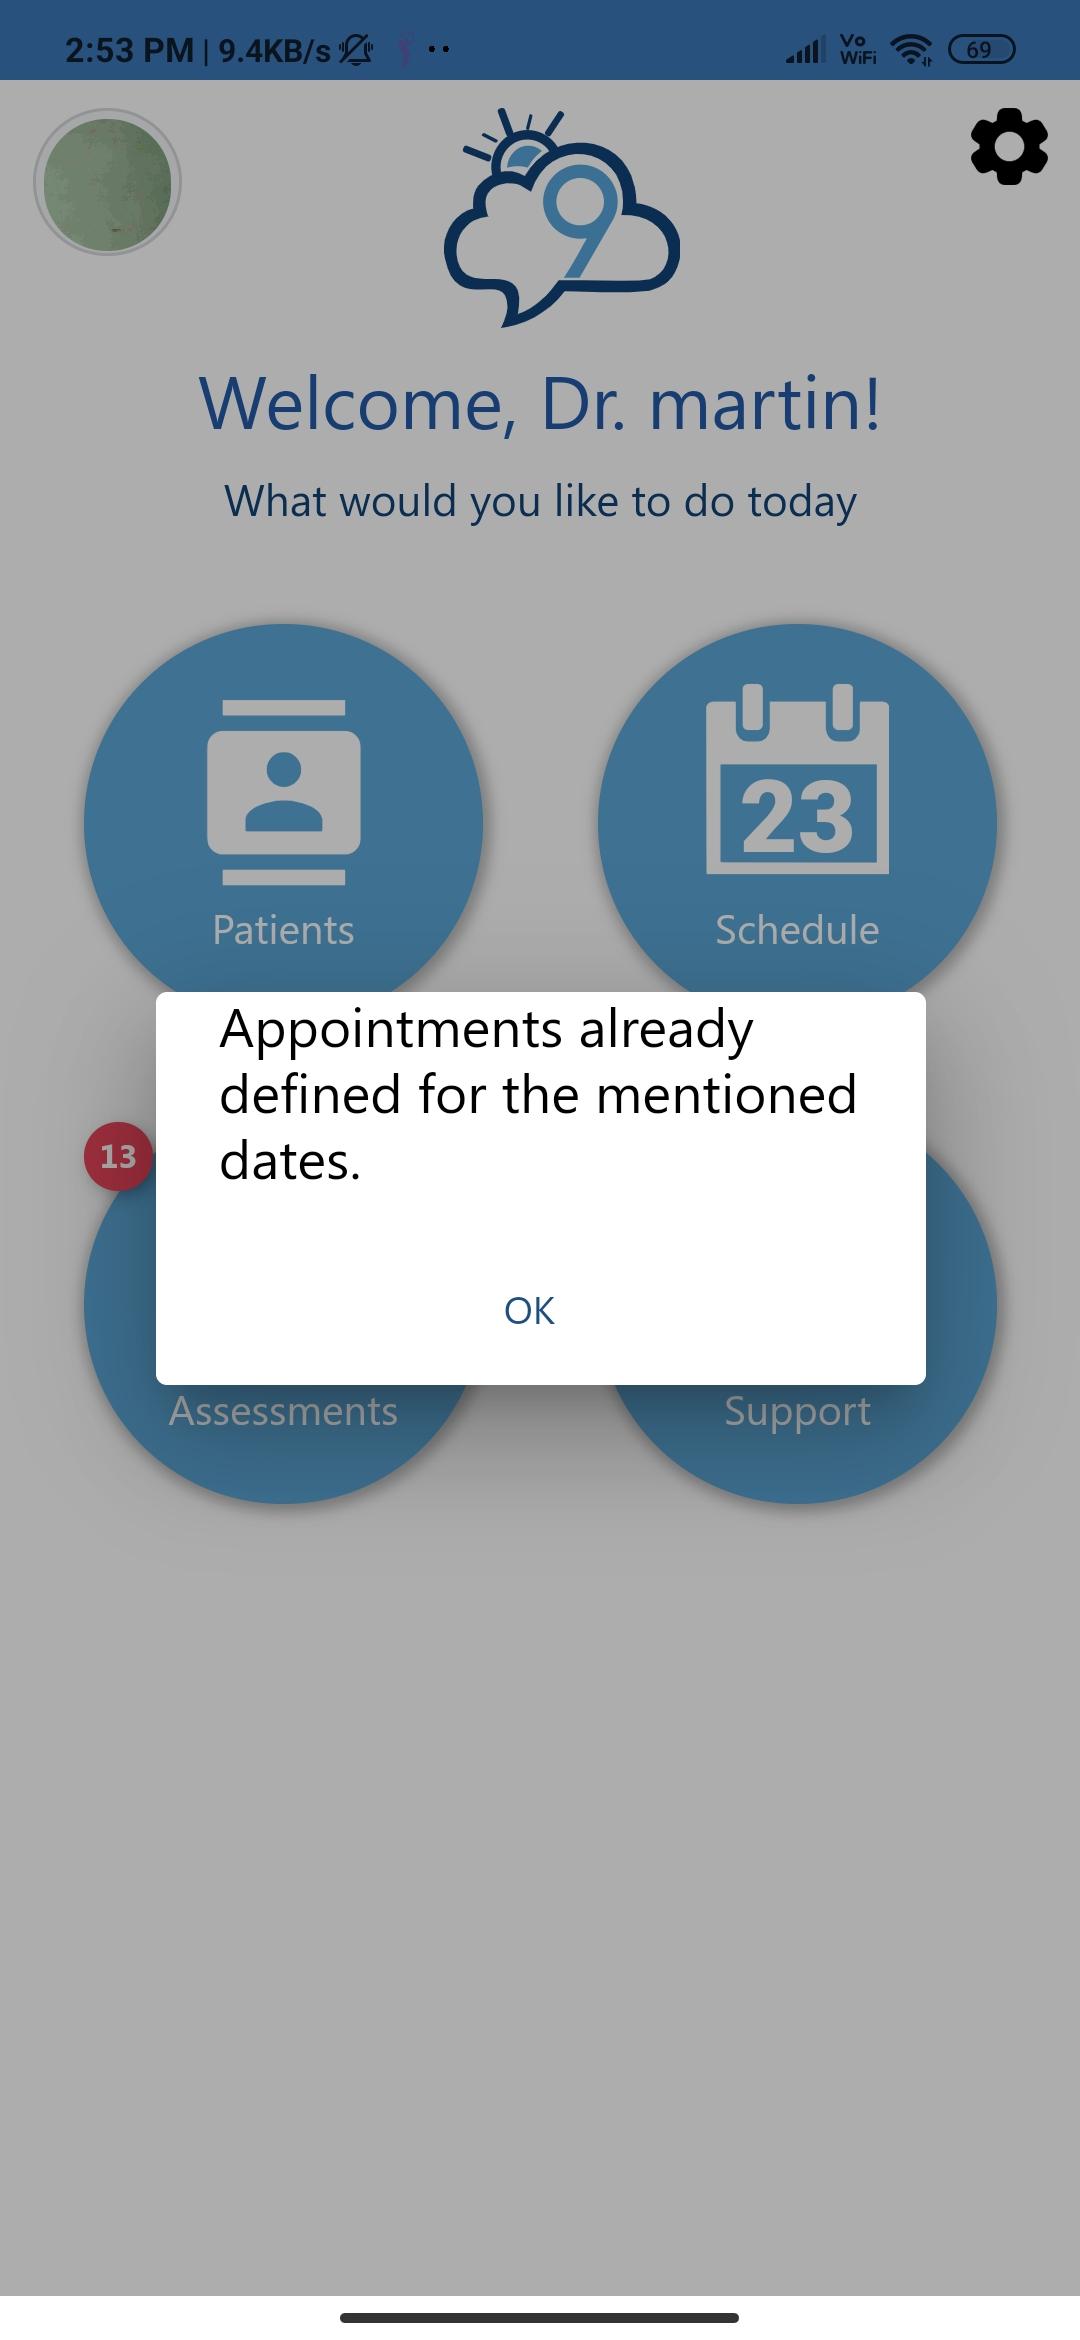 2:53 PM | 9.4KB/s
Vo
WiFi
69
9
Welcome, Dr. martin!
What would you like to do today
23
Patients
Schedule
Appointments already
defined for the mentioned
dates.
13
OK
Assessments
Support